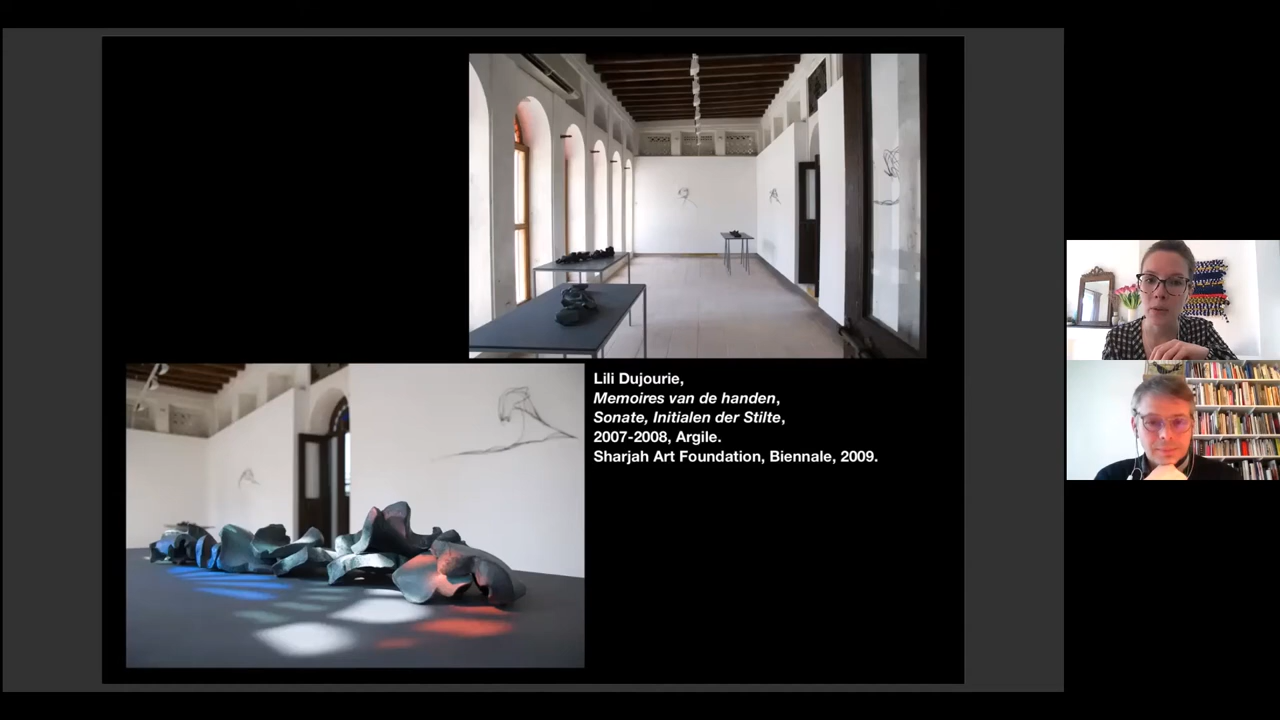 Lili Dujourie,
Memoires van de handen,
Sonate, Initialen der Stilte,
2007-2008, Argile.
Sharjah Art Foundation, Biennale, 2009.